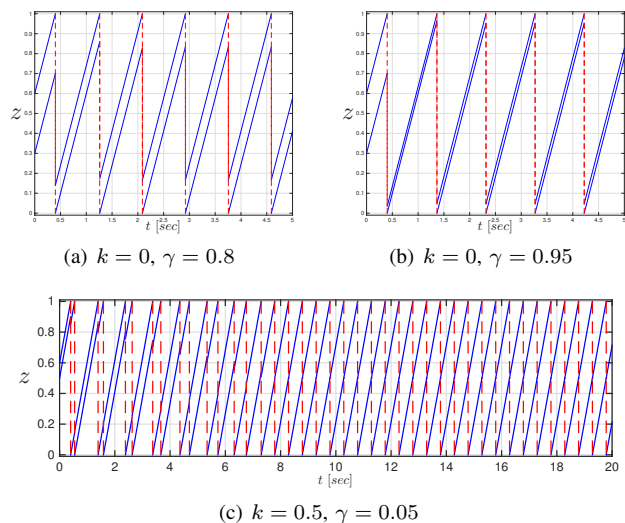 1
0.9
0.8
0.7
0.6
z 0.5
0.4
0.3
0.2
0.1
0
0 0.5 1 1.5 2 2.5 3 3.5 4 4.5 5
t [sec]
(a) k = 0, γ = 0.8
1
0.9
0.8
0.7
0.6
z 0.5
0.4
0.3
0.2
0.1
0
0 0.5 1 1.5 2 2.5 3 3.5 4 4.5 5
t [sec]
(b) k = 0, γ = 0.95
1
0.8
0.6
z
0.4
0.2
0
0 2 4 6 8 10 12 14 16 18 20
t [sec]
(c) k = 0.5, γ = 0.05